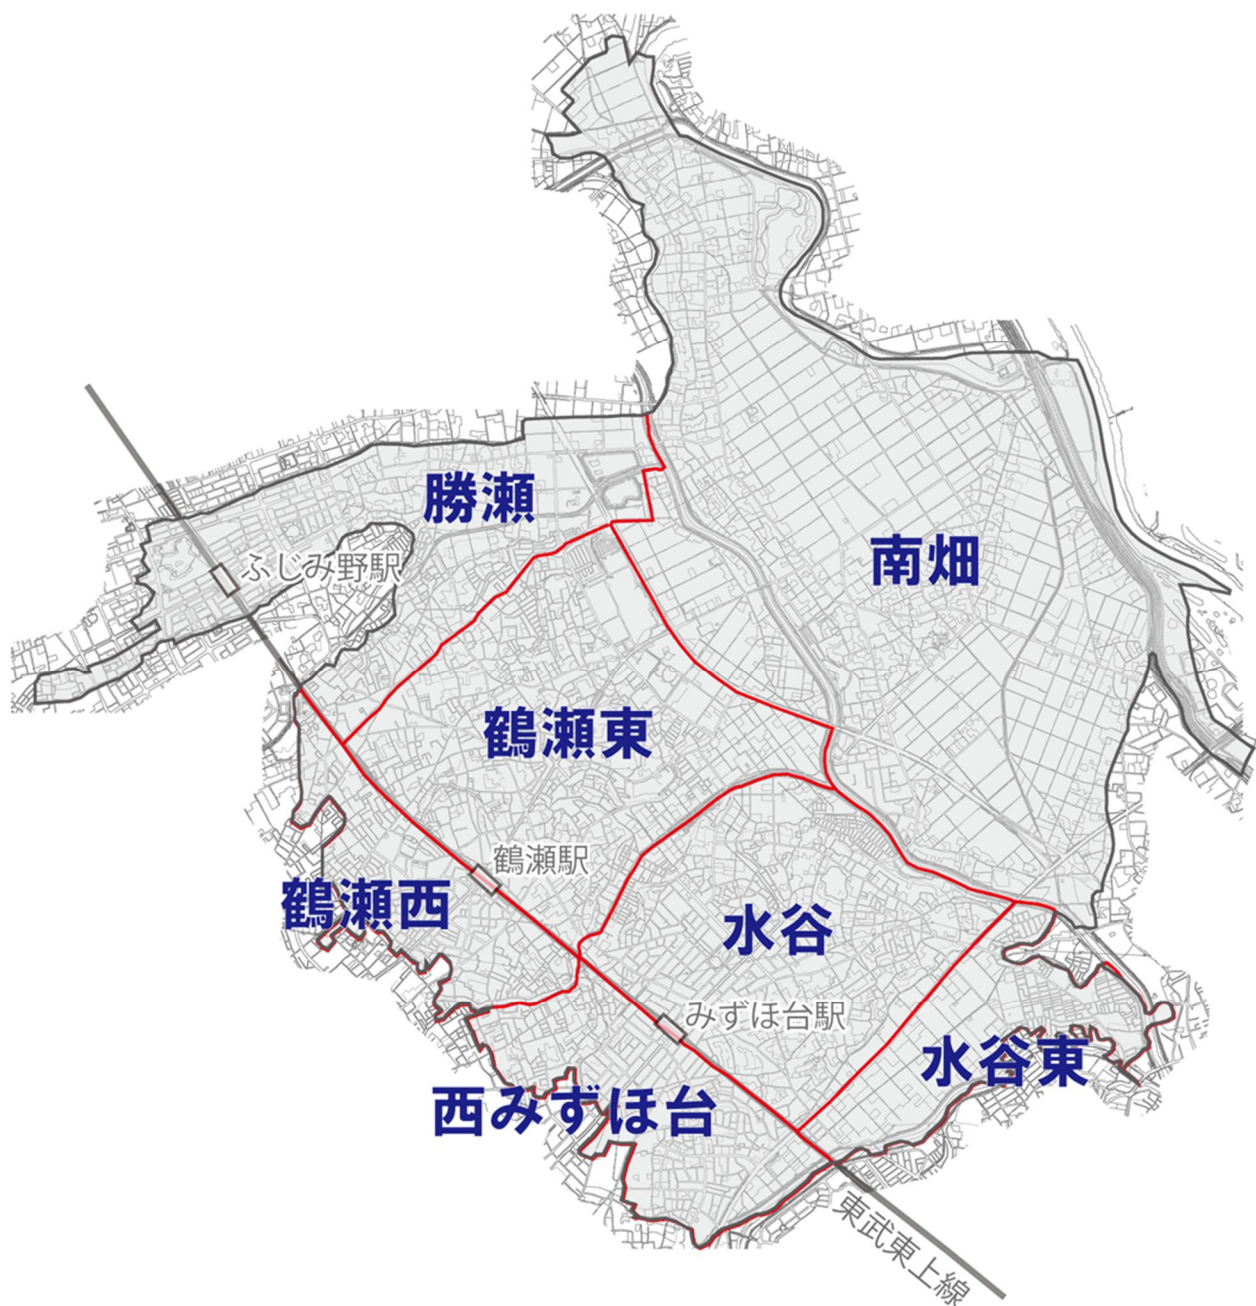 勝瀬
南畑
ふじみ野駅
鶴瀬東
鶴瀬駅
鶴瀬西
水谷
みずほ台駅
水谷東
西みずほ台
東武東上線